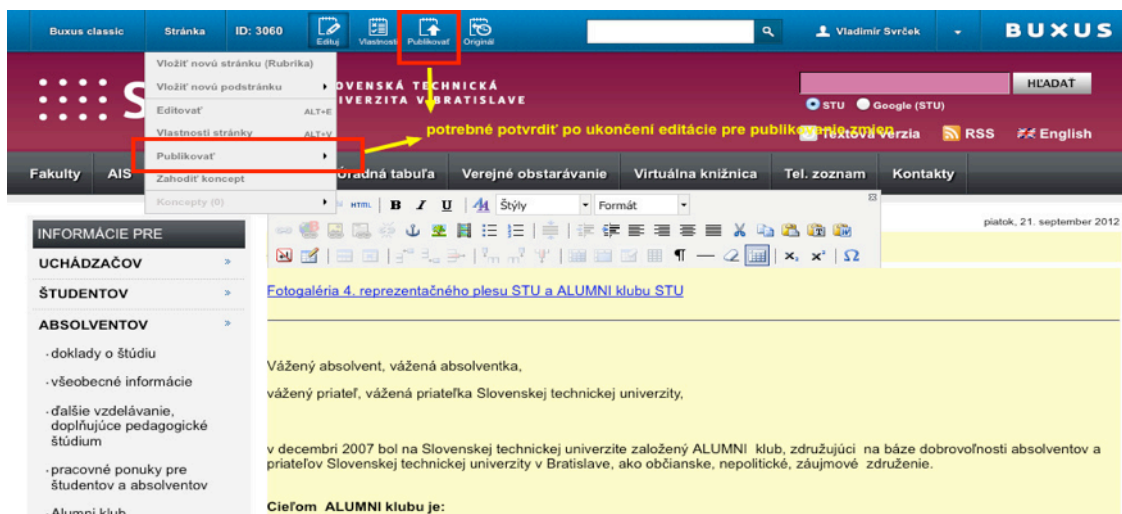 Buxus classic Stránka ID: 3060 Edituj Vlastnosti Publikovať Originál Vladimír Svrček BUXUS
Vložiť novú stránku (Rubrika)
Vložiť novú podstránku
Editovať ALT+E
Vlastnosti stránky ALT+V
Publikovať
Zahodiť koncept
Koncepty (0)
S OVENSKÁ TECHNICKÁ
IVERZITA V BRATISLAVE
HĽADAŤ
STU Google (STU)
potrebné potvrdiť po ukončení editácie pre publikovanie zmien
Textová verzia RSS English
Fakulty AIS Úradná tabuľa Verejné obstarávanie Virtuálna knižnica Tel. zoznam Kontakty
HTML B I U Štýly Formát
piatok, 21. september 2012
INFORMÁCIE PRE
UCHÁDZAČOV »
ŠTUDENTOV »
ABSOLVENTOV »
doklady o štúdiu
všeobecné informácie
ďalšie vzdelávanie,
doplňujúce pedagogické
štúdium
pracovné ponuky pre
študentov a absolventov
Alumni klub
Fotogaléria 4. reprezentačného plesu STU a ALUMNI klubu STU
Vážený absolvent, vážená absolventka,
vážený priateľ, vážená priateľka Slovenskej technickej univerzity,
v decembri 2007 bol na Slovenskej technickej univerzite založený ALUMNI klub, združujúci na báze dobrovoľnosti absolventov a
priateľov Slovenskej technickej univerzity v Bratislave, ako občianske, nepolitické, záujmové združenie.
Cieľom ALUMNI klubu je: